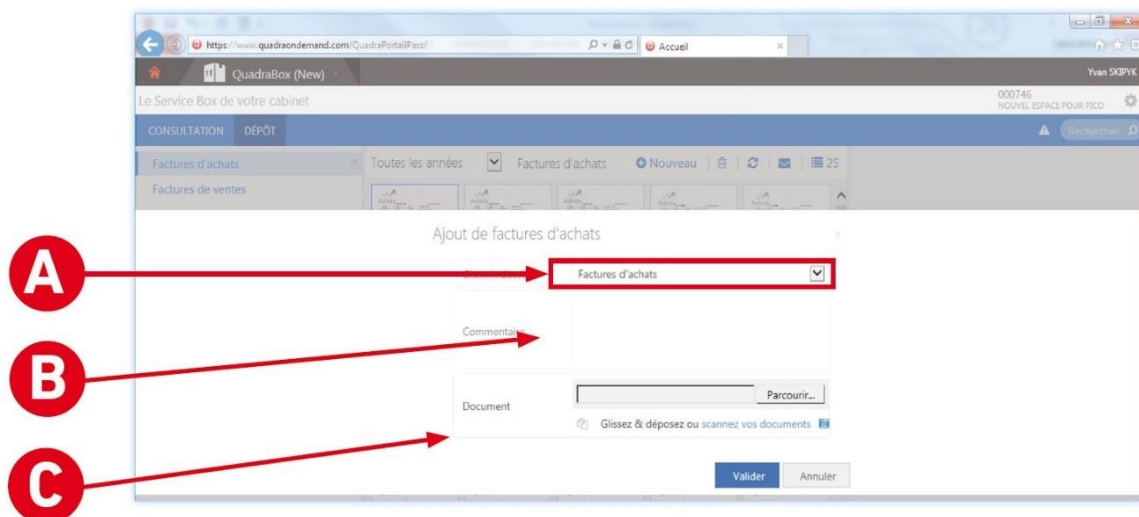 https://www.quadraondemand.com/QuadraPortailPass/
Accueil
QuadraBox (New)
Yvan SKIPYK
Le Service Box de votre cabinet
000746
NOUVEL ESPACE POUR PICO
CONSULTATION DÉPÔT
Rechercher
Factures d'achats
Toutes les années Factures d'achats Nouveau 25
Factures de ventes
Ajout de factures d'achats
A
Factures d'achats
Commentaire
B
Document
Parcourir...
Glissez & déposez ou scannez vos documents
C
Valider Annuler